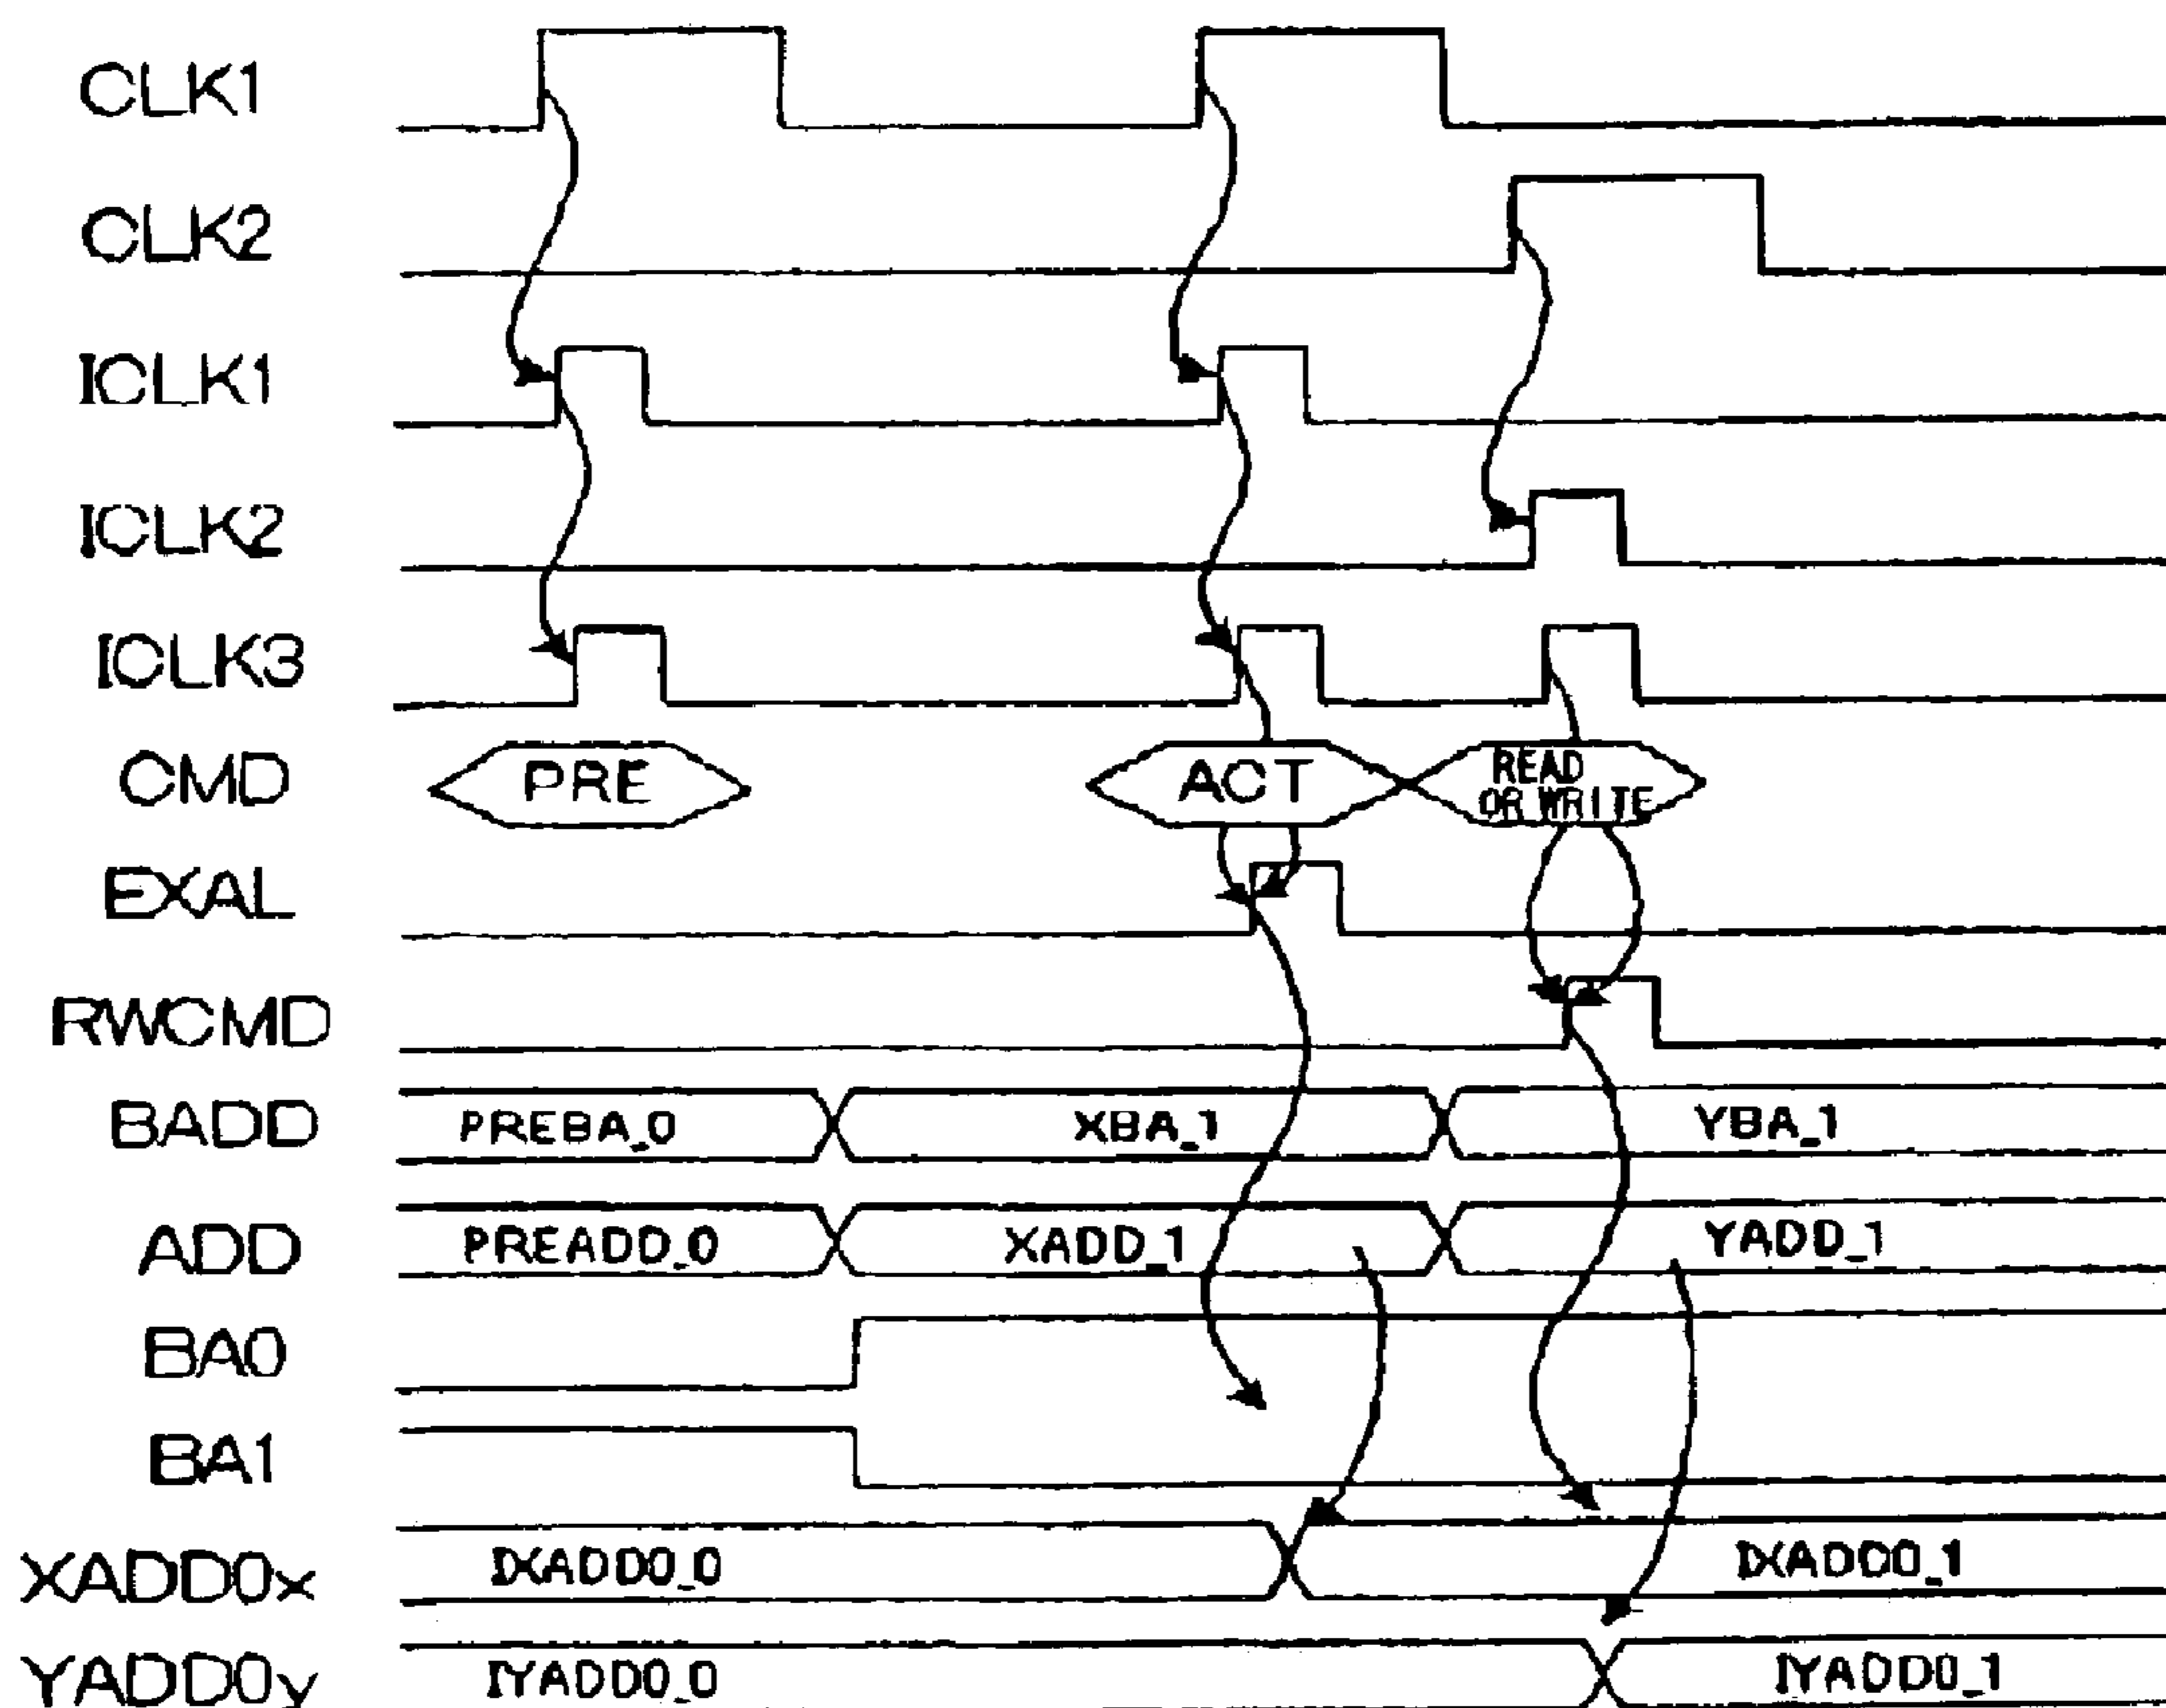 CLK1
CLK2
ICLK1
ICLK2
ICLK3
CMD PRE ACT READ
OR WRITE
EXAL
RWCMD
BADD PREBA_0 XBA_1 YBA_1
ADD PREADD_0 XADD_1 YADD_1
BA0
BA1
XADD0x IXADD0_0 IXADD0_1
YADD0y IYADD0_0 IYADD0_1